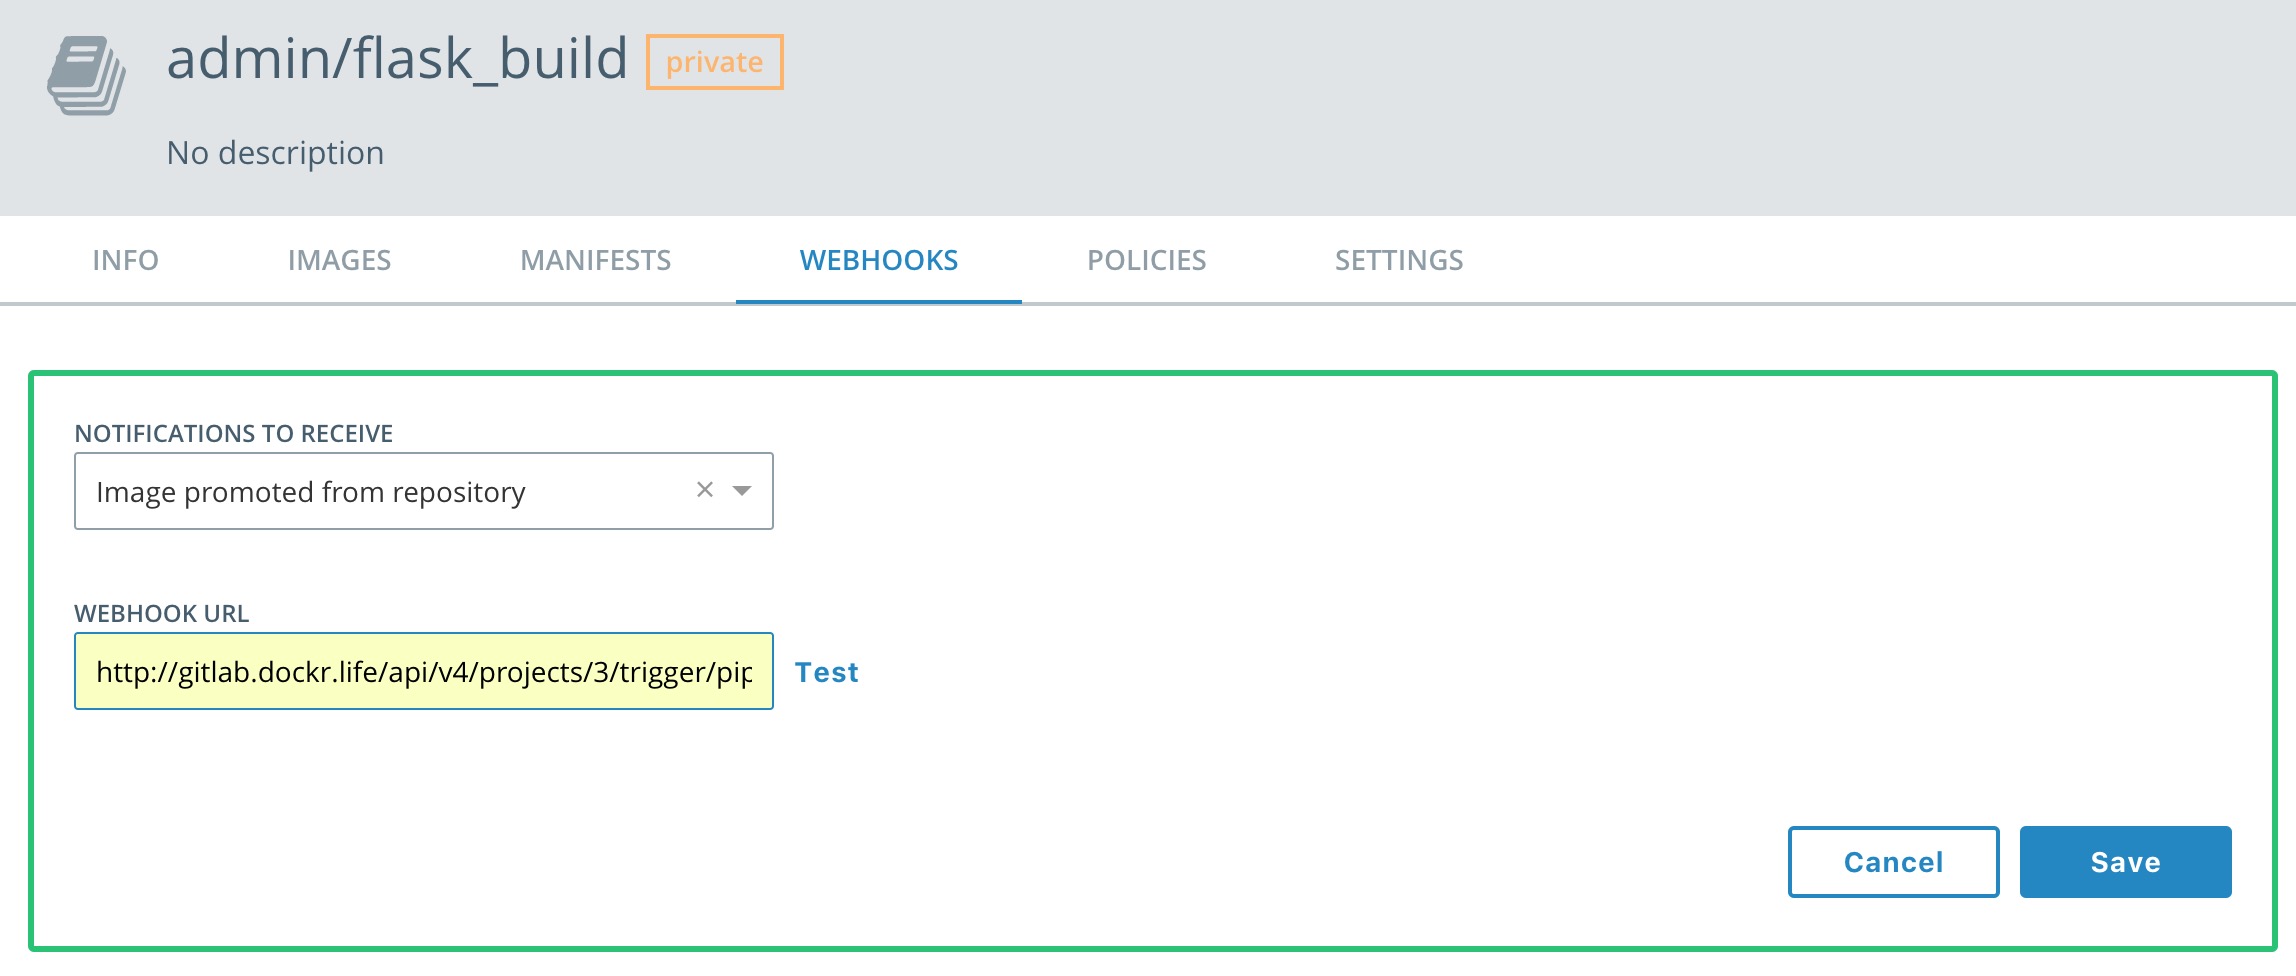 admin/flask_build private
No description
INFO IMAGES MANIFESTS WEBHOOKS POLICIES SETTINGS
NOTIFICATIONS TO RECEIVE
Image promoted from repository
WEBHOOK URL
http://gitlab.dockr.life/api/v4/projects/3/trigger/pip Test
Cancel Save